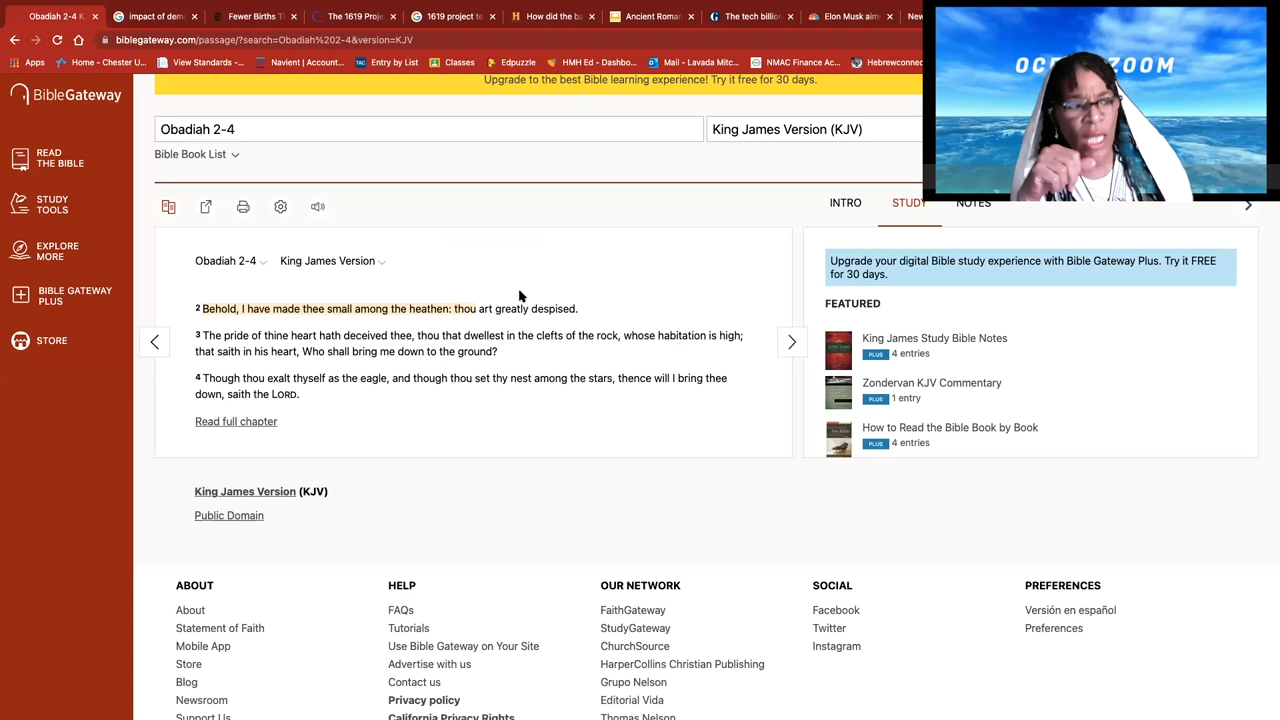 Obadiah 2-4 K
impact of dem
Fewer Births T
The 1619 Proje
1619 project te
How did the ba
Ancient Roman
The tech billion
Elon Musk aim
New
biblegateway.com/passage/?search=Obadiah%202-4&version=KJV
Apps
Home - Chester U...
View Standards -...
Navient | Account...
TAC
Entry by List
Classes
Edpuzzle
HMH Ed - Dashbo...
Mail - Lavada Mitc...
NMAC Finance Ac...
Hebrewconnec
BibleGateway
Upgrade to the best Bible learning experience! Try it free for 30 days.
READ
THE BIBLE
STUDY
TOOLS
EXPLORE
MORE
BIBLE GATEWAY
PLUS
STORE
Obadiah 2-4
King James Version (KJV)
Bible Book List
INTRO
STUDY
NOTES
ZOOM
Obadiah 2-4
King James Version
2 Behold, I have made thee small among the heathen: thou art greatly despised.
3 The pride of thine heart hath deceived thee, thou that dwellest in the clefts of the rock, whose habitation is high;
that saith in his heart, Who shall bring me down to the ground?
4 Though thou exalt thyself as the eagle, and though thou set thy nest among the stars, thence will I bring thee
down, saith the LORD.
Read full chapter
Upgrade your digital Bible study experience with Bible Gateway Plus. Try it FREE
for 30 days.
FEATURED
King James Study Bible Notes
PLUS 4 entries
Zondervan KJV Commentary
PLUS 1 entry
How to Read the Bible Book by Book
PLUS 4 entries
King James Version (KJV)
Public Domain
ABOUT
About
Statement of Faith
Mobile App
Store
Blog
Newsroom
Support Us
HELP
FAQs
Tutorials
Use Bible Gateway on Your Site
Advertise with us
Contact us
Privacy policy
California Privacy Rights
OUR NETWORK
FaithGateway
StudyGateway
ChurchSource
HarperCollins Christian Publishing
Grupo Nelson
Editorial Vida
Thomas Nelson
SOCIAL
Facebook
Twitter
Instagram
PREFERENCES
Versión en español
Preferences